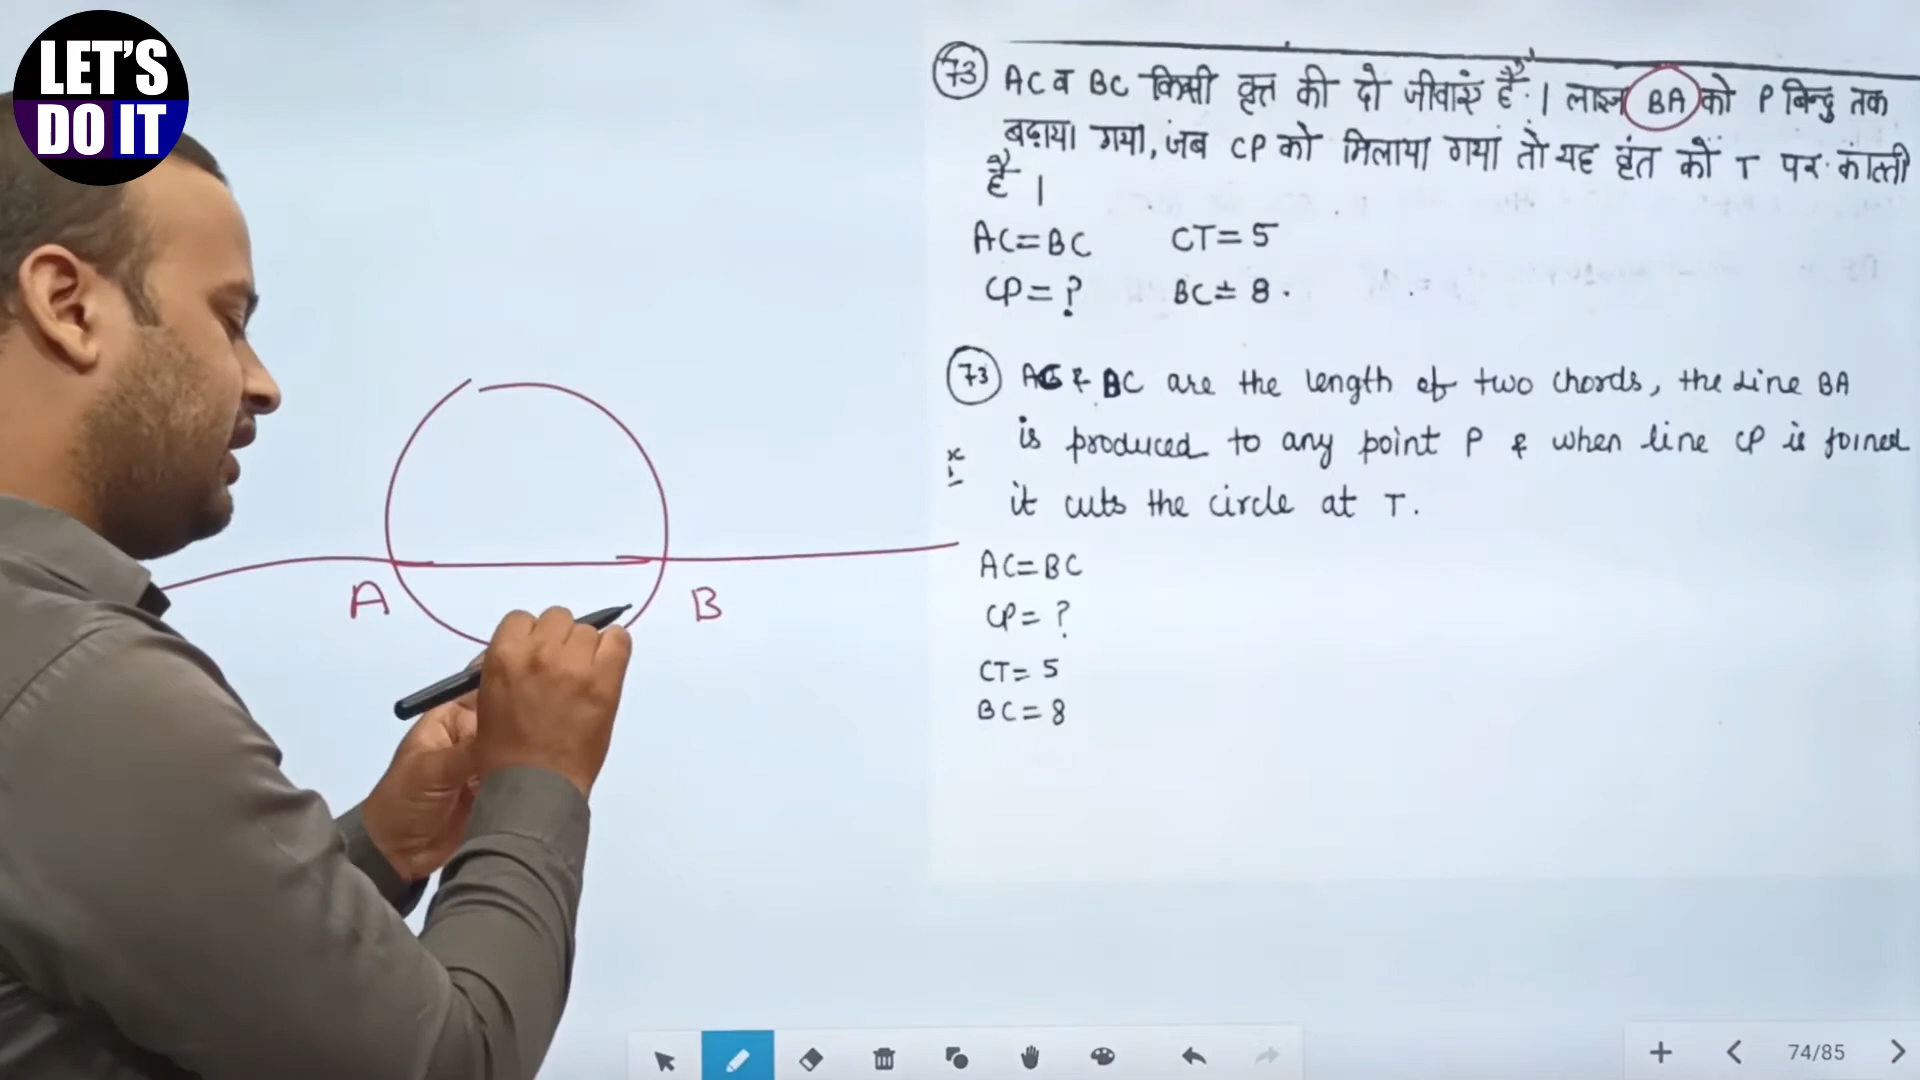 LET'S
DO IT
73 AC व BC किसी वृत्त की दो जीवाएं हैं । लाइन BA को P बिन्दु तक
बढ़ाया गया, जब CP को मिलाया गया तो यह वृत को T पर काटती
है ।
AC=BC CT=5
CP=? BC=8.
73 AC & BC are the length of two chords, the Line BA
is produced to any point P & when line CP is joined
it cuts the circle at T.
AC=BC
CP=?
CT=5
BC=8
A B
74/85